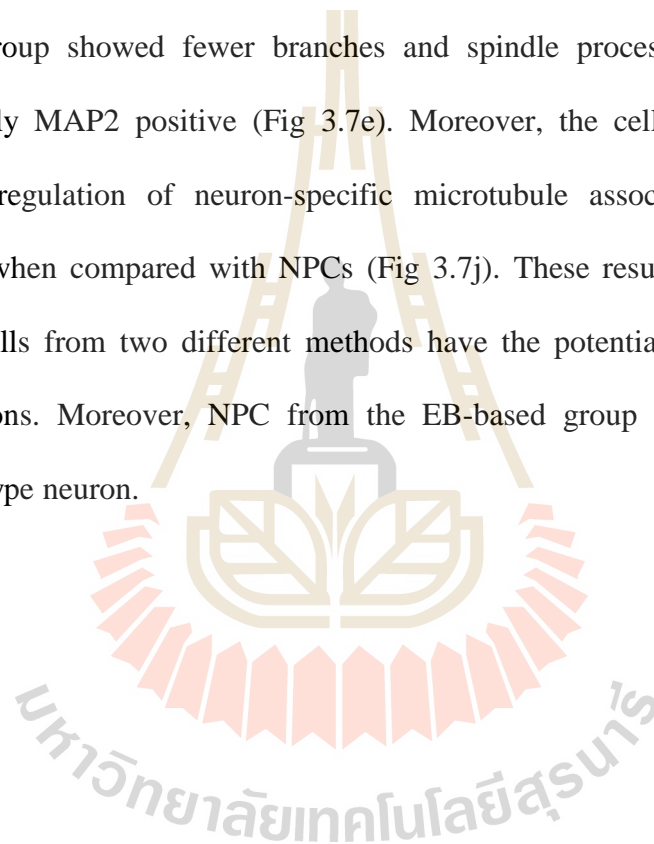 roup showed fewer branches and spindle proces
ly MAP2 positive (Fig 3.7e). Moreover, the cell
regulation of neuron-specific microtubule assoc
when compared with NPCs (Fig 3.7j). These resu
lls from two different methods have the potentia
ons. Moreover, NPC from the EB-based group
ype neuron.
มหาวิทยาลัยเทคโนโลยีสุรนารี